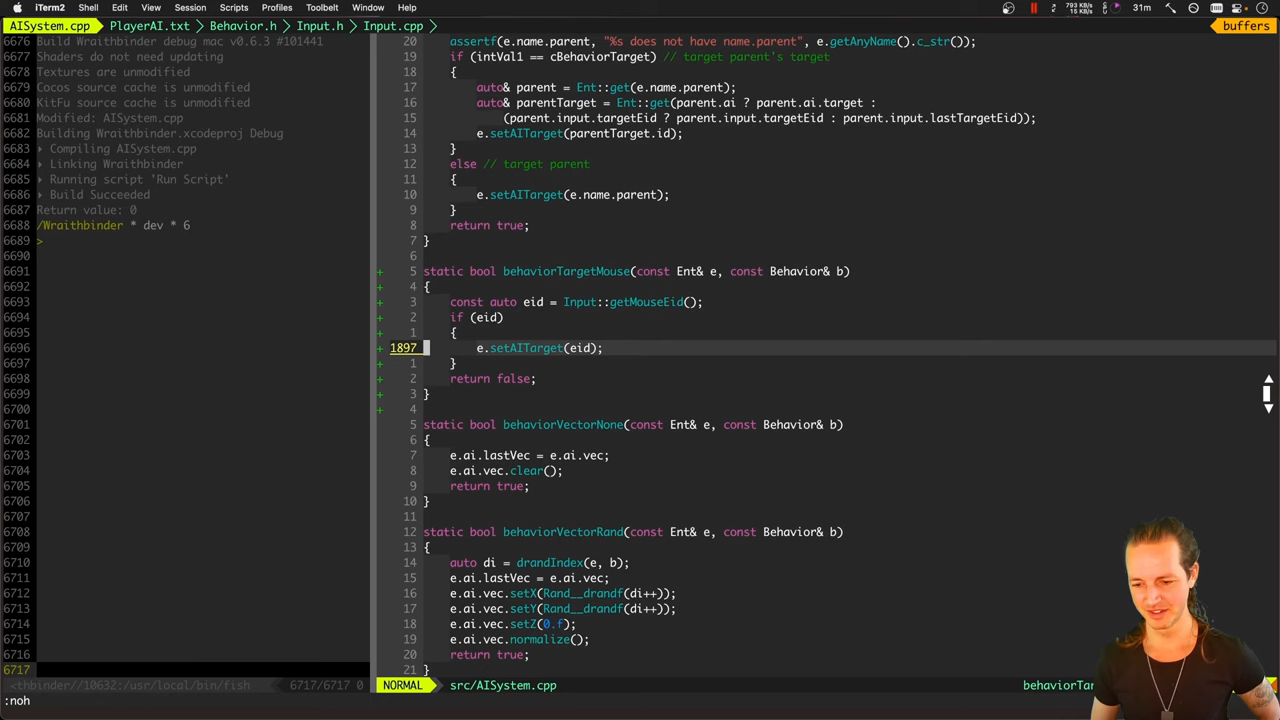 iTerm2 Shell Edit View Session Scripts Profiles Toolbelt Window Help 793 KB/s 15 KB/s 31m
AISystem.cpp PlayerAI.txt Behavior.h Input.h Input.cpp buffers
6676 Build Wraithbinder debug mac v0.6.3 #101441
6677 Shaders do not need updating
6678 Textures are unmodified
6679 Cocos source cache is unmodified
6680 KitFu source cache is unmodified
6681 Modified: AISystem.cpp
6682 Building Wraithbinder.xcodeproj Debug
6683 ▸ Compiling AISystem.cpp
6684 ▸ Linking Wraithbinder
6685 ▸ Running script 'Run Script'
6686 ▸ Build Succeeded
6687 Return value: 0
6688 /Wraithbinder * dev * 6
6689 >
6690
6691
6692
6693
6694
6695
6696
6697
6698
6699
6700
6701
6702
6703
6704
6705
6706
6707
6708
6709
6710
6711
6712
6713
6714
6715
6716
6717
<thbinder//10632:/usr/local/bin/fish 6717/6717 0
:noh
20 assertf(e.name.parent, "%s does not have name.parent", e.getAnyName().c_str());
19 if (intVal1 == cBehaviorTarget) // target parent's target
18 {
17 auto& parent = Ent::get(e.name.parent);
16 auto& parentTarget = Ent::get(parent.ai ? parent.ai.target :
15 (parent.input.targetEid ? parent.input.targetEid : parent.input.lastTargetEid));
14 e.setAITarget(parentTarget.id);
13 }
12 else // target parent
11 {
10 e.setAITarget(e.name.parent);
9 }
8 return true;
7 }
6
+ 5 static bool behaviorTargetMouse(const Ent& e, const Behavior& b)
+ 4 {
+ 3 const auto eid = Input::getMouseEid();
+ 2 if (eid)
+ 1 {
+ 1897 e.setAITarget(eid);
+ 1 }
+ 2 return false;
+ 3 }
+ 4
5 static bool behaviorVectorNone(const Ent& e, const Behavior& b)
6 {
7 e.ai.lastVec = e.ai.vec;
8 e.ai.vec.clear();
9 return true;
10 }
11
12 static bool behaviorVectorRand(const Ent& e, const Behavior& b)
13 {
14 auto di = drandIndex(e, b);
15 e.ai.lastVec = e.ai.vec;
16 e.ai.vec.setX(Rand__drandf(di++));
17 e.ai.vec.setY(Rand__drandf(di++));
18 e.ai.vec.setZ(0.f);
19 e.ai.vec.normalize();
20 return true;
21 }
NORMAL src/AISystem.cpp behaviorTar